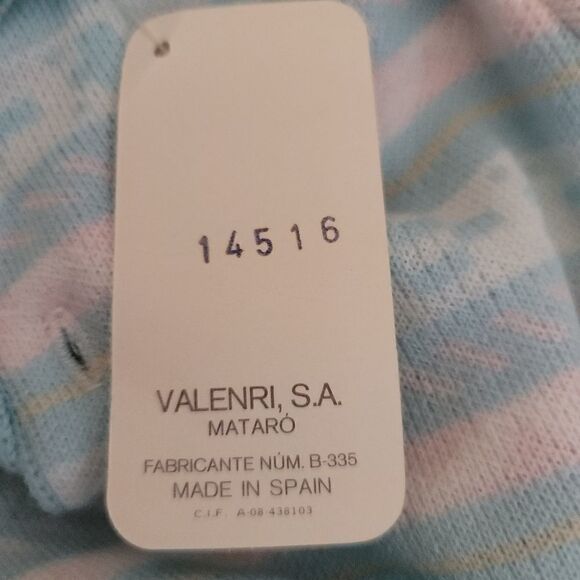 14516
VALENRI, S.A.
MATARÓ
FABRICANTE NÚM. B-335
MADE IN SPAIN
C.I.F. A-08-438103